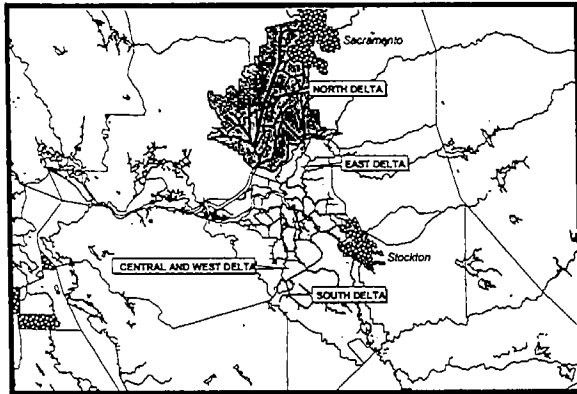 Sacramento
NORTH DELTA
EAST DELTA
Stockton
CENTRAL AND WEST DELTA
SOUTH DELTA